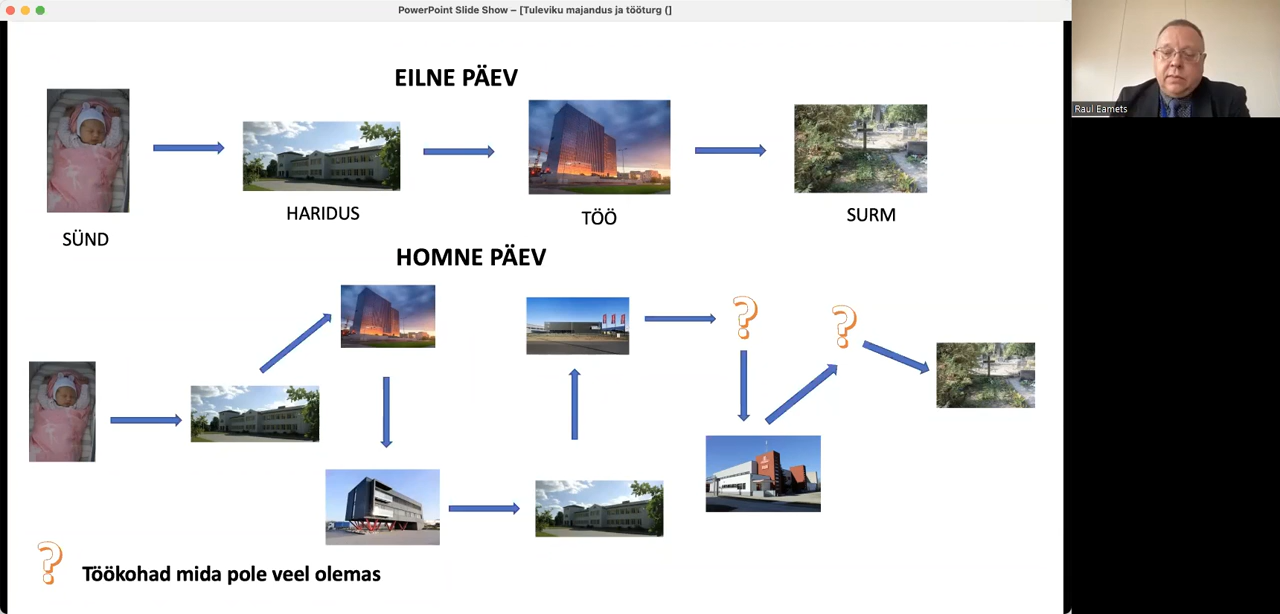 PowerPoint Slide Show – [Tuleviku majandus ja tööturg (]
Raul Eamets
EILNE PÄEV
SÜND
HARIDUS
TÖÖ
SURM
HOMNE PÄEV
?
?
? Töökohad mida pole veel olemas